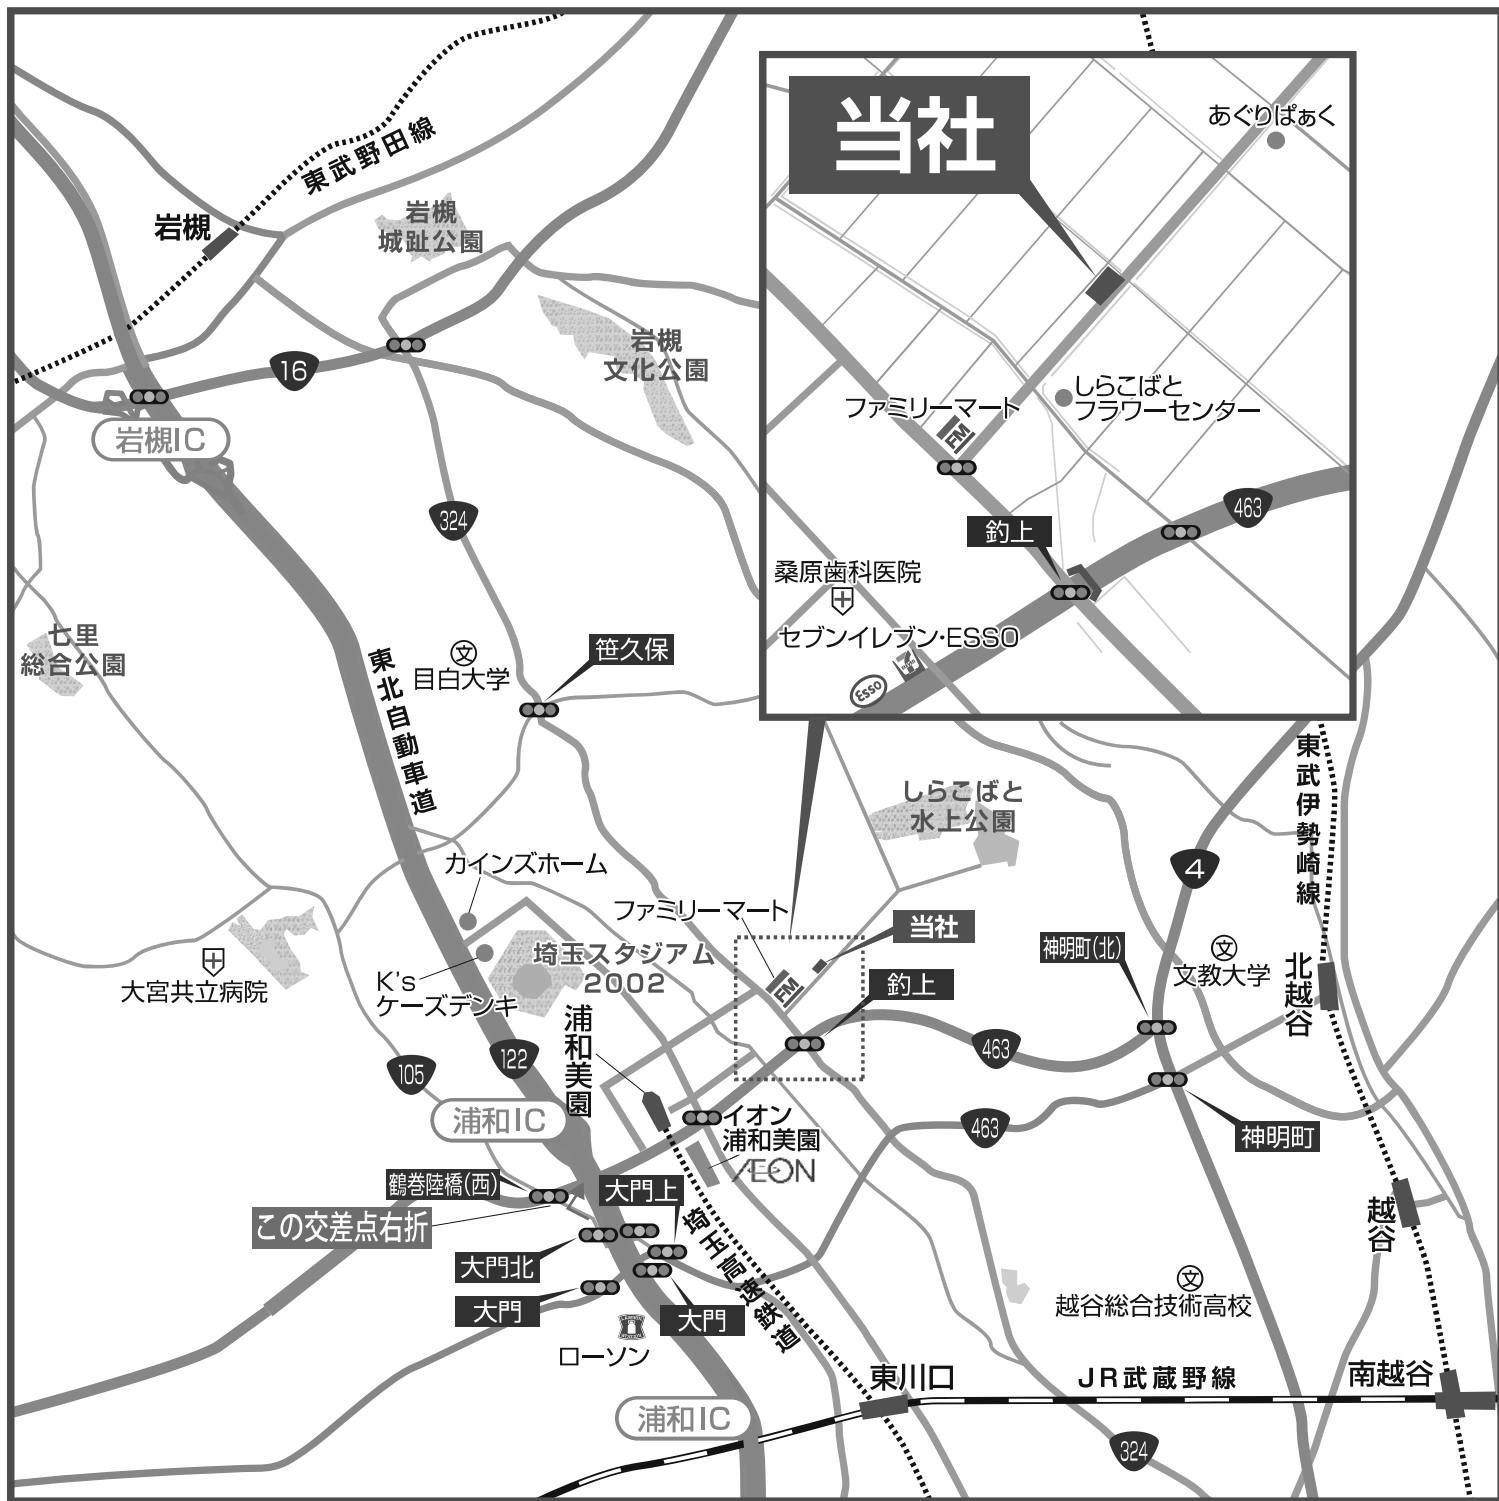 東武野田線
岩槻
岩槻
城趾公園
岩槻
文化公園
16
岩槻IC
324
七里
総合公園
文
目白大学
笹久保
東北自動車道
当社
あぐりぱぁく
しらこばと
フラワーセンター
ファミリーマート
FM
463
釣上
桑原歯科医院
セブンイレブン・ESSO
Esso
しらこばと
水上公園
東武伊勢崎線
4
カインズホーム
ファミリーマート
当社
埼玉スタジアム
2002
FM
釣上
神明町(北)
文
文教大学
北越谷
大宮共立病院
K's
ケーズデンキ
浦和美園
463
122
105
浦和IC
イオン
浦和美園
AEON
463
神明町
鶴巻陸橋(西)
大門上
この交差点右折
大門北
大門
大門
埼玉高速鉄道
越谷
文
越谷総合技術高校
ローソン
東川口
JR武蔵野線
南越谷
浦和IC
324